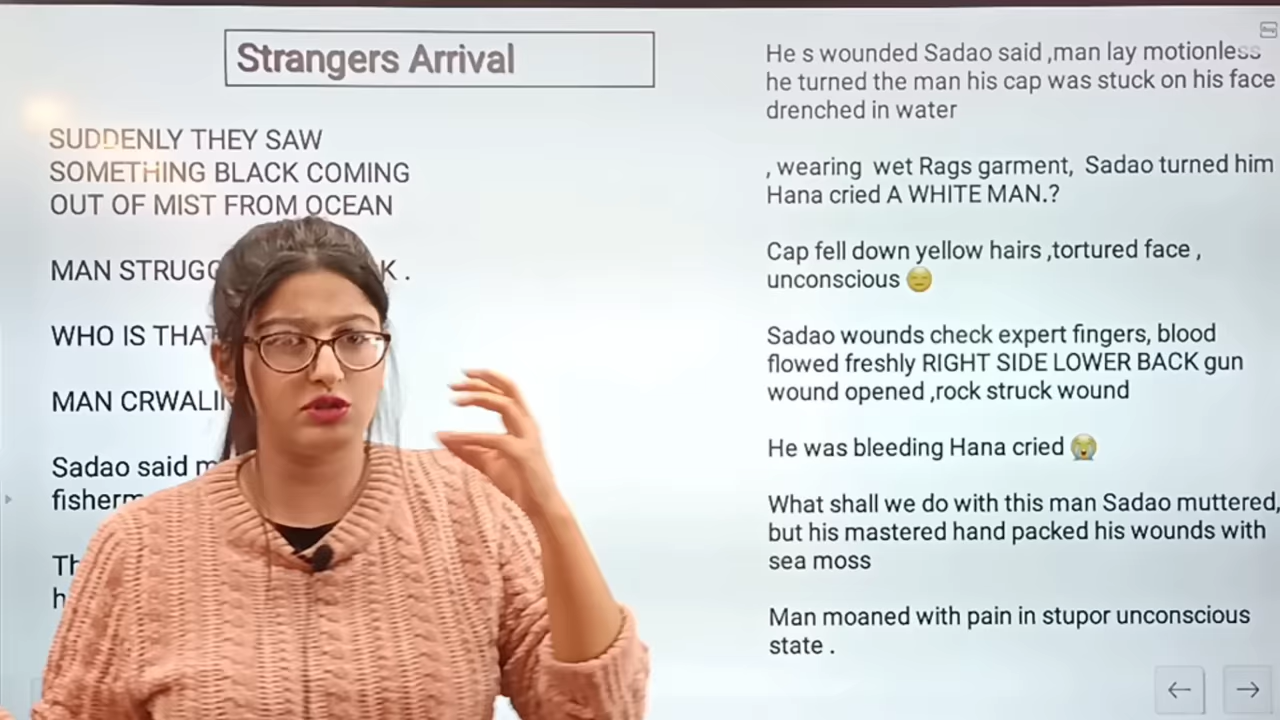 Strangers Arrival
SUDDENLY THEY SAW
SOMETHING BLACK COMING
OUT OF MIST FROM OCEAN
MAN
.
WHO IS
MAN
Sadao said
He s wounded Sadao said ,man lay motionless
he turned the man his cap was stuck on his face
drenched in water
, wearing wet Rags garment, Sadao turned him
Hana cried A WHITE MAN.?
Cap fell down yellow hairs ,tortured face ,
unconscious 😑
Sadao wounds check expert fingers, blood
flowed freshly RIGHT SIDE LOWER BACK gun
wound opened ,rock struck wound
He was bleeding Hana cried 😭
What shall we do with this man Sadao muttered,
but his mastered hand packed his wounds with
sea moss
Man moaned with pain in stupor unconscious
state .